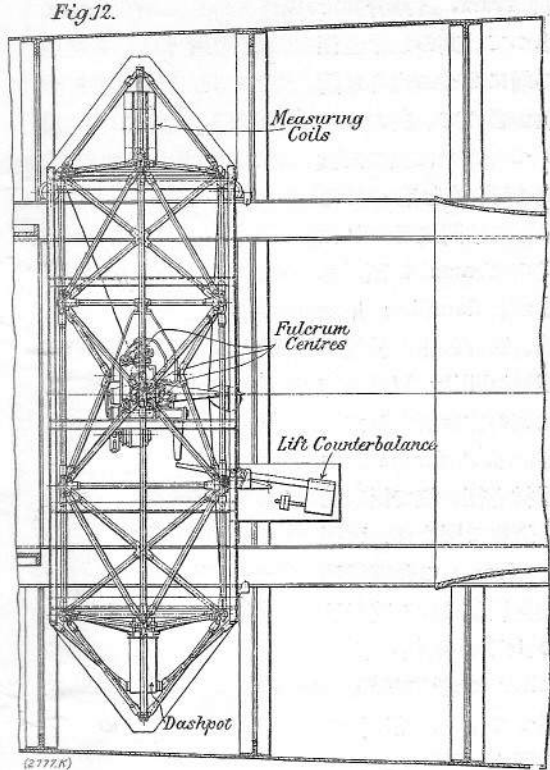 Fig.12.
Measuring
Coils
Fulcrum
Centres
Lift Counterbalance
Dashpot
(2777.K)